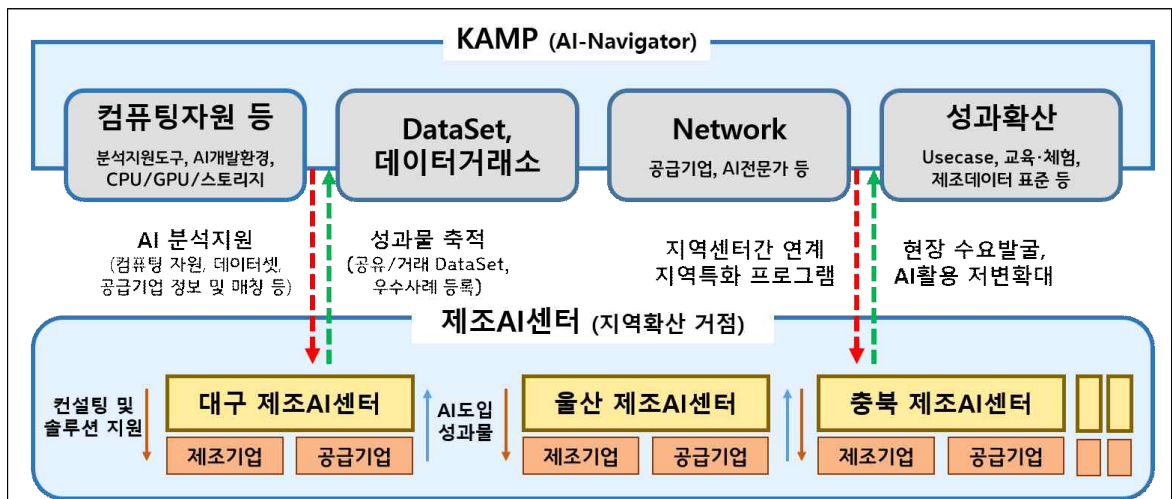 KAMP (AI-Navigator)
컴퓨팅자원 등
분석지원도구, AI개발환경,
CPU/GPU/스토리지
DataSet,
데이터거래소
Network
공급기업, AI전문가 등
성과확산
Usecase, 교육·체험,
제조데이터 표준 등
AI 분석지원
(컴퓨팅 자원, 데이터셋,
공급기업 정보 및 매칭 등)
성과물 축적
(공유/거래 DataSet,
우수사례 등록)
지역센터간 연계
지역특화 프로그램
현장 수요발굴,
AI활용 저변확대
제조AI센터 (지역확산 거점)
컨설팅 및
솔루션 지원
대구 제조AI센터
제조기업
공급기업
AI도입
성과물
울산 제조AI센터
제조기업
공급기업
충북 제조AI센터
제조기업
공급기업